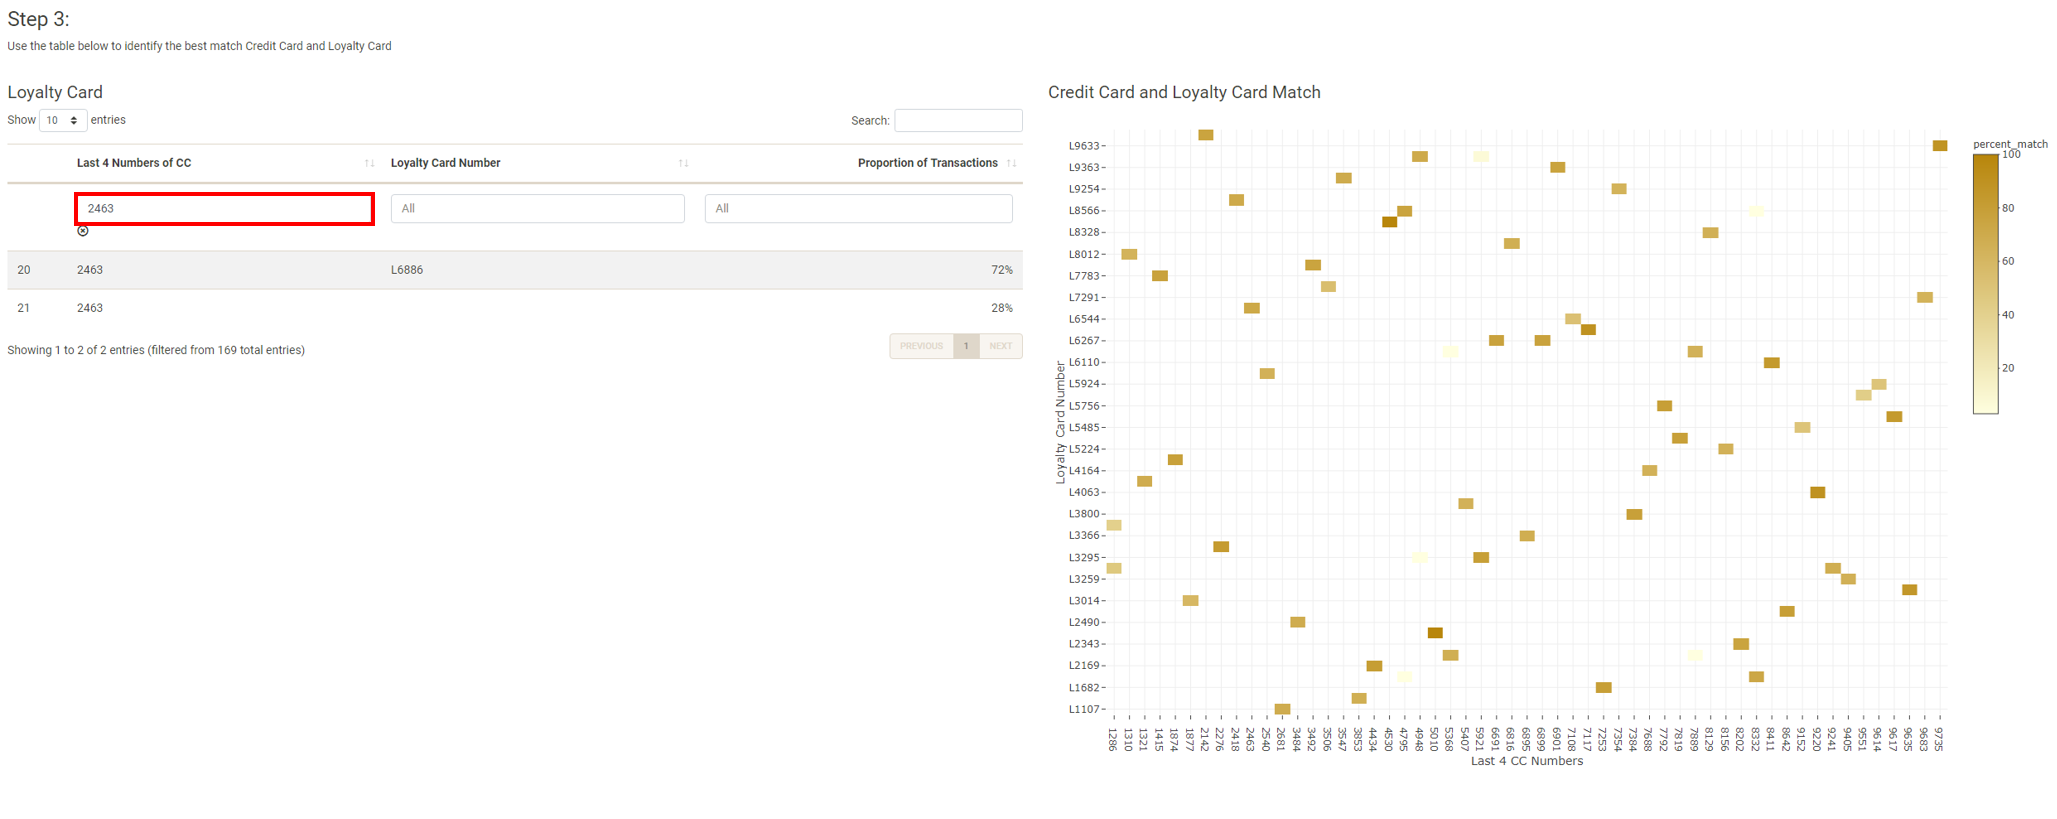 Step 3:
Use the table below to identify the best match Credit Card and Loyalty Card
Loyalty Card
Show 10 entries
Search:
Last 4 Numbers of CC Loyalty Card Number Proportion of Transactions
2463 All All
20 2463 L6886 72%
21 2463 28%
Showing 1 to 2 of 2 entries (filtered from 169 total entries)
PREVIOUS 1 NEXT
Credit Card and Loyalty Card Match
Loyalty Card Number
L9633
L9363
L9254
L8566
L8328
L8012
L7783
L7291
L6544
L6267
L6110
L5924
L5756
L5485
L5224
L4164
L4063
L3800
L3366
L3295
L3259
L3014
L2490
L2343
L2169
L1682
L1107
1286 1310 1321 1415 1874 1877 2142 2276 2418 2463 2540 2681 3484 3492 3506 3547 3853 4434 4530 4795 4948 5010 5368 5407 5921 6691 6816 6895 6899 6901 7108 7117 7253 7354 7384 7688 7792 7819 7889 8129 8156 8202 8332 8411 8642 9152 9220 9241 9405 9551 9614 9617 9635 9683 9735
Last 4 CC Numbers
percent_match
100
80
60
40
20